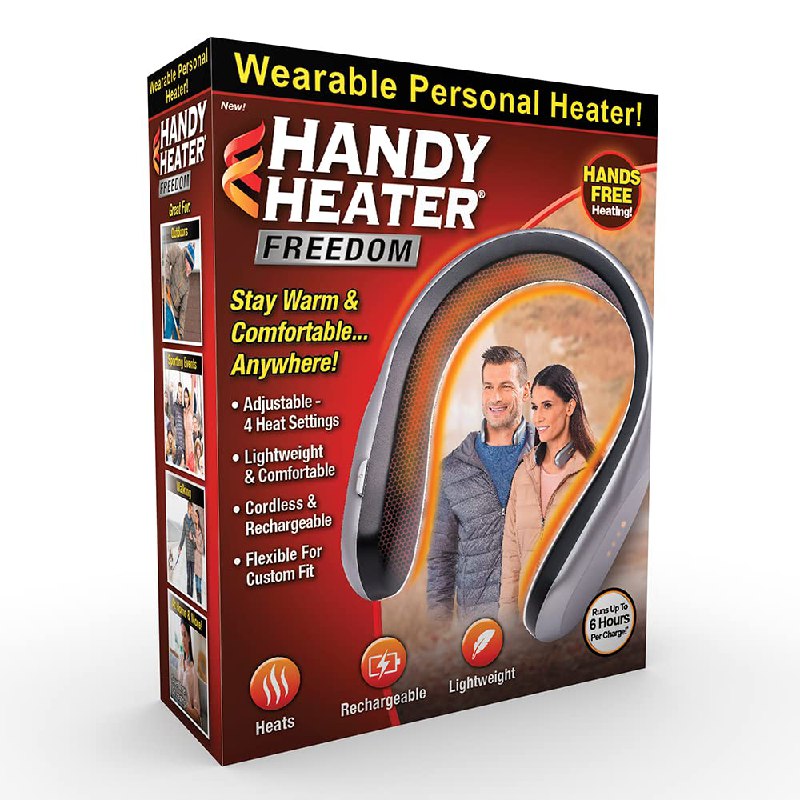 Wearable Personal
Heater!
HANDY
HEATER
FREEDOM
Great For:
Outdoors
Sporting Events
Walking
Wearable Personal Heater!
New!
HANDY
HEATER®
FREEDOM
HANDS
FREE
Heating!
Stay Warm &
Comfortable...
Anywhere!
• Adjustable -
4 Heat Settings
• Lightweight
& Comfortable
• Cordless &
Rechargeable
• Flexible For
Custom Fit
Runs Up To
6 Hours
Per Charge*
Heats
Rechargeable
Lightweight